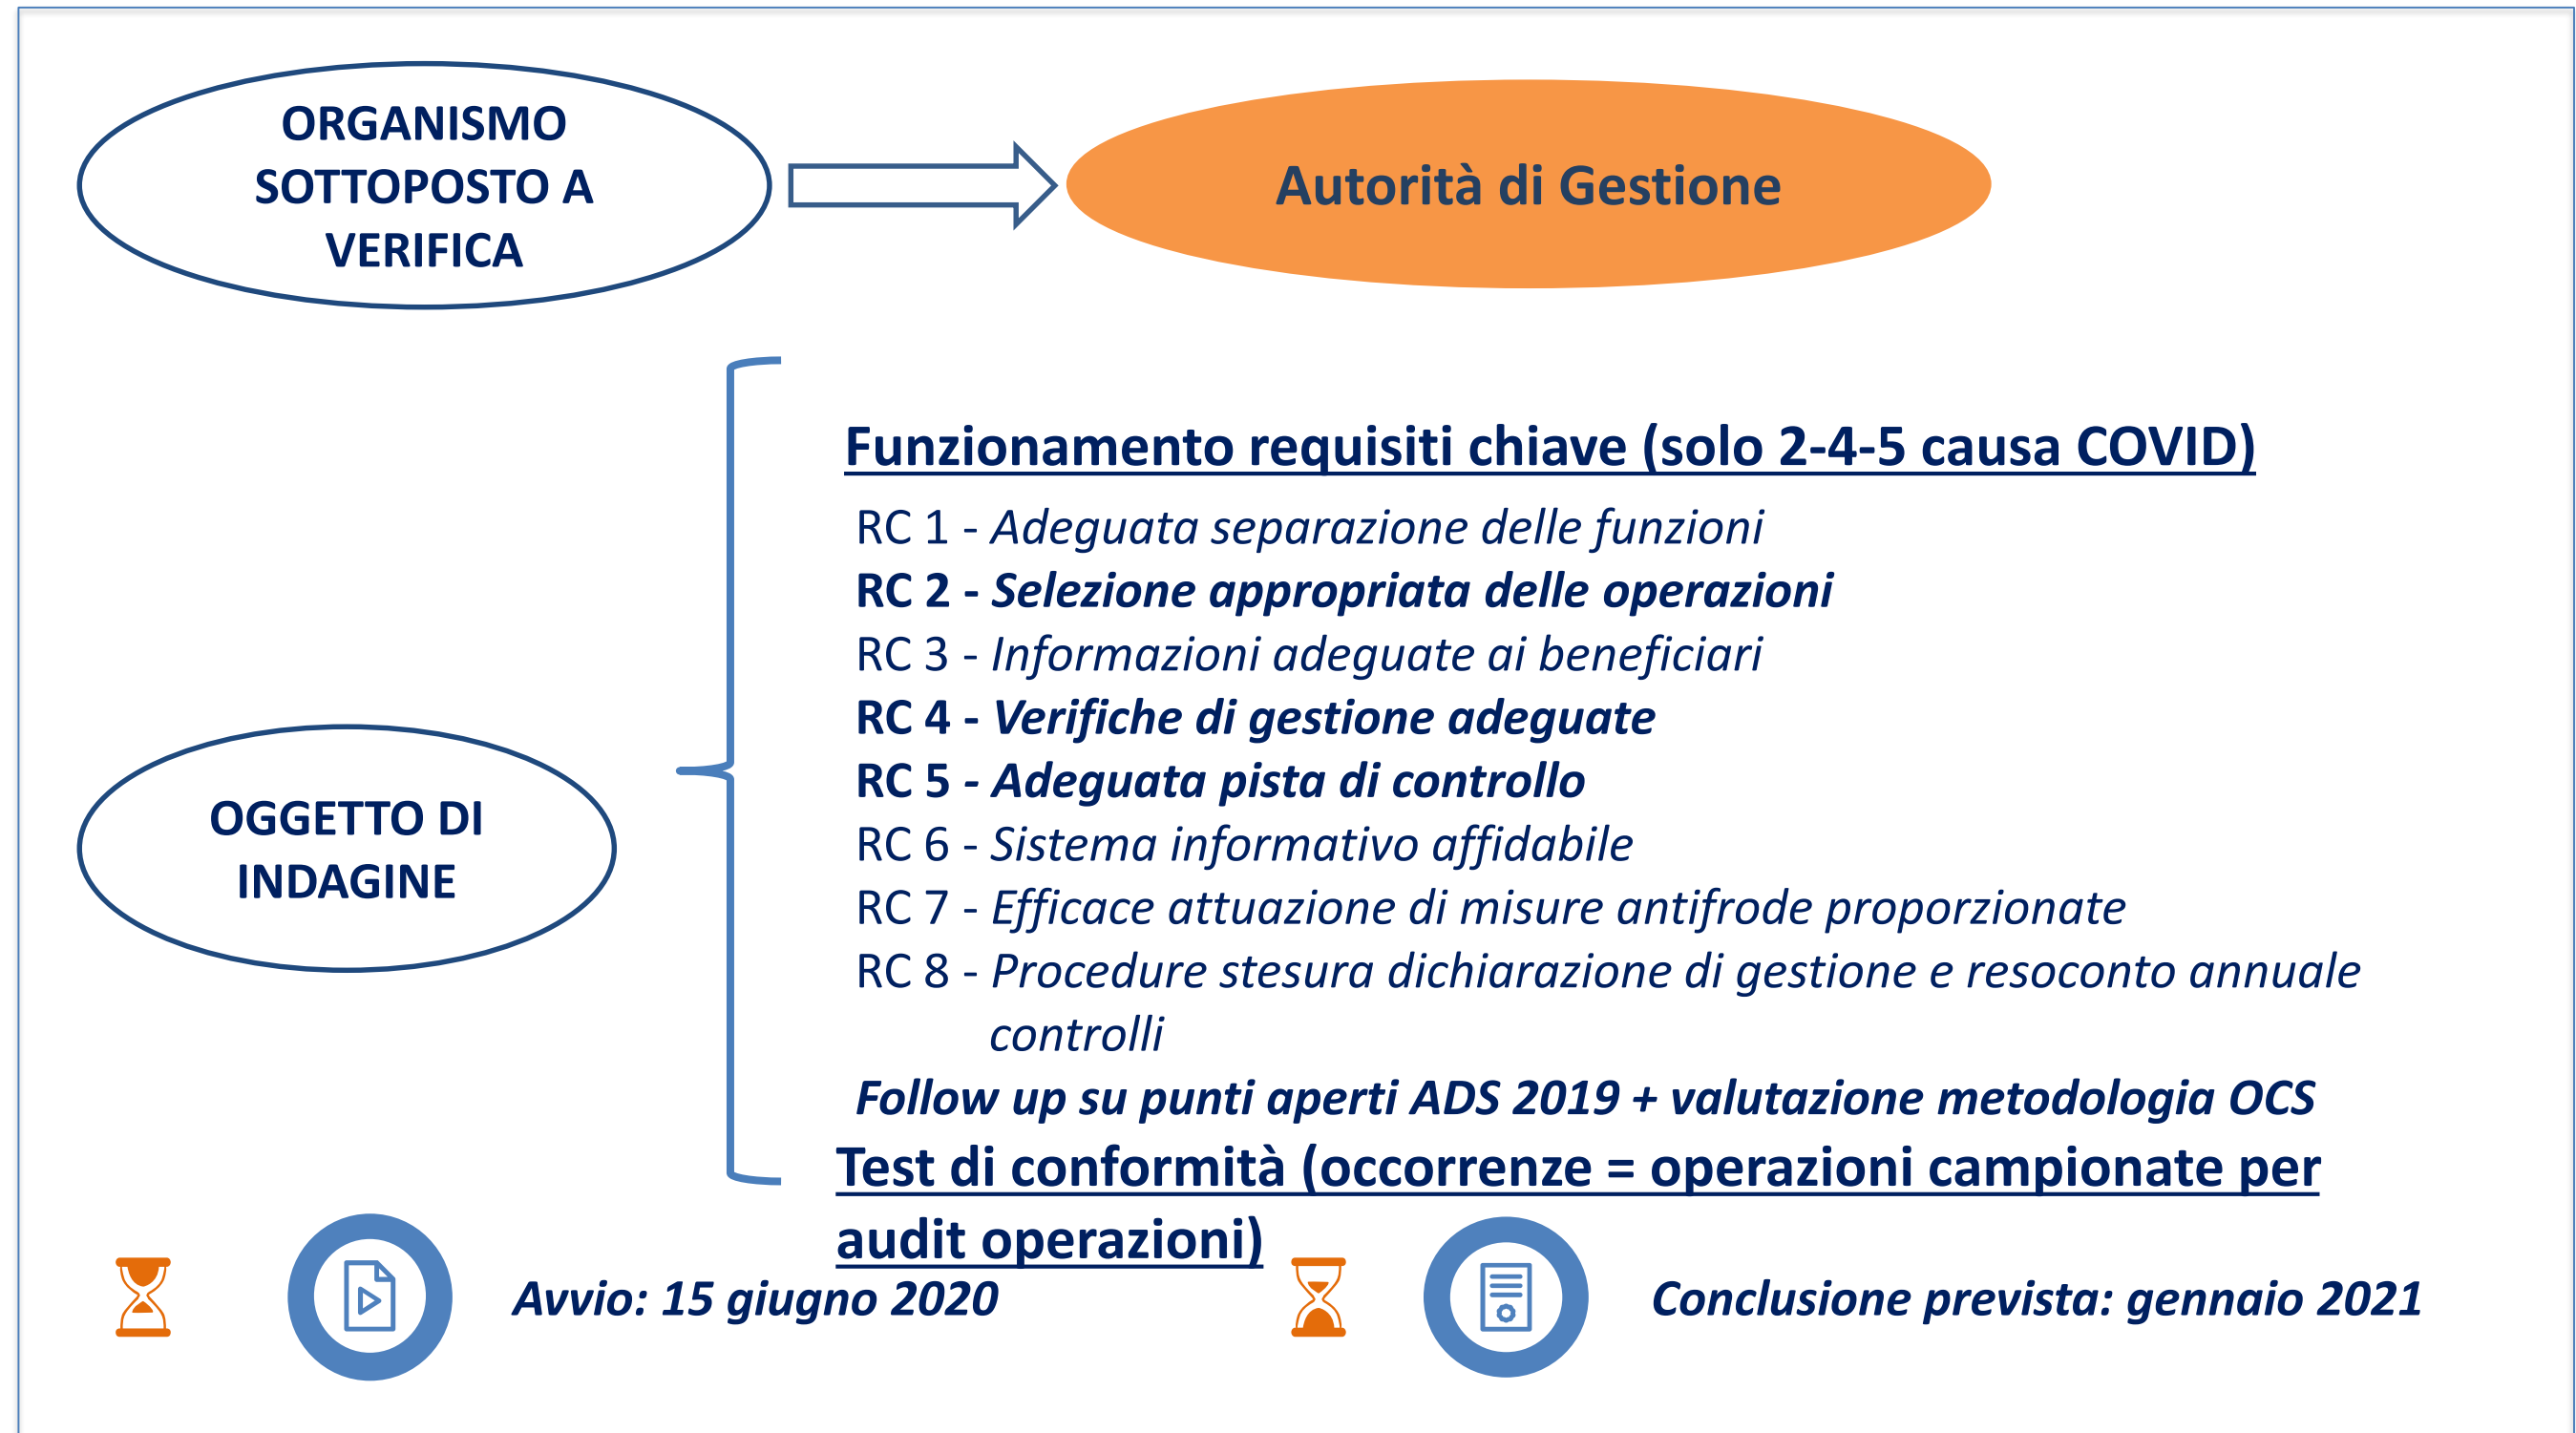 ORGANISMO
SOTTOPOSTO A
VERIFICA
Autorità di Gestione
OGGETTO DI
INDAGINE
Funzionamento requisiti chiave (solo 2-4-5 causa COVID)
RC 1 - Adeguata separazione delle funzioni
RC 2 - Selezione appropriata delle operazioni
RC 3 - Informazioni adeguate ai beneficiari
RC 4 - Verifiche di gestione adeguate
RC 5 - Adeguata pista di controllo
RC 6 - Sistema informativo affidabile
RC 7 - Efficace attuazione di misure antifrode proporzionate
RC 8 - Procedure stesura dichiarazione di gestione e resoconto annuale
controlli
Follow up su punti aperti ADS 2019 + valutazione metodologia OCS
Test di conformità (occorrenze = operazioni campionate per
audit operazioni)
Avvio: 15 giugno 2020
Conclusione prevista: gennaio 2021